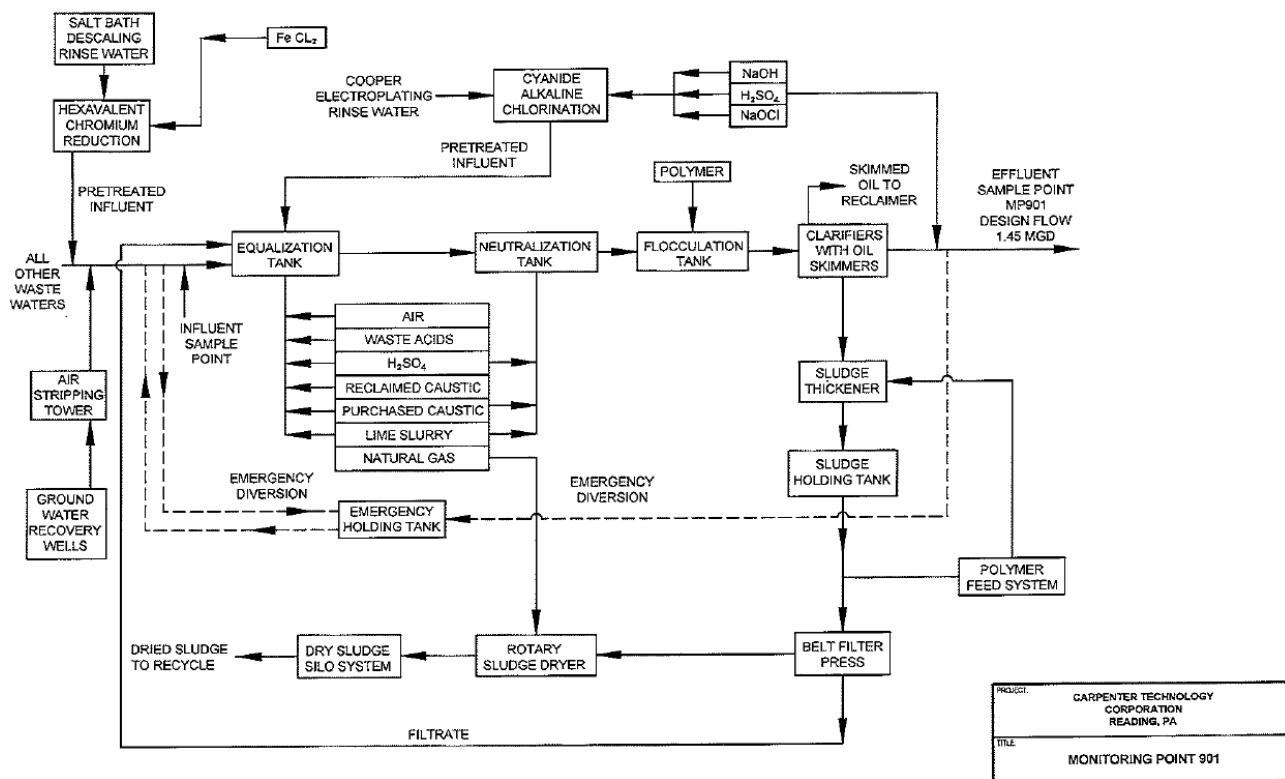 SALT BATH
DESCALING
RINSE WATER
Fe CL₂
HEXAVALENT
CHROMIUM
REDUCTION
COOPER
ELECTROPLATING
RINSE WATER
CYANIDE
ALKALINE
CHLORINATION
NaOH
H₂SO₄
NaOCl
PRETREATED
INFLUENT
PRETREATED
INFLUENT
POLYMER
SKIMMED
OIL TO
RECLAIMER
EFFLUENT
SAMPLE POINT
MP901
DESIGN FLOW
1.45 MGD
ALL
OTHER
WASTE
WATERS
EQUALIZATION
TANK
NEUTRALIZATION
TANK
FLOCCULATION
TANK
CLARIFIERS
WITH OIL
SKIMMERS
INFLUENT
SAMPLE
POINT
AIR
WASTE ACIDS
H₂SO₄
RECLAIMED CAUSTIC
PURCHASED CAUSTIC
LIME SLURRY
NATURAL GAS
AIR
STRIPPING
TOWER
SLUDGE
THICKENER
SLUDGE
HOLDING TANK
GROUND
WATER
RECOVERY
WELLS
EMERGENCY
DIVERSION
EMERGENCY
HOLDING TANK
EMERGENCY
DIVERSION
POLYMER
FEED SYSTEM
DRIED SLUDGE
TO RECYCLE
DRY SLUDGE
SILO SYSTEM
ROTARY
SLUDGE DRYER
BELT FILTER
PRESS
FILTRATE
PROJECT:
CARPENTER TECHNOLOGY
CORPORATION
READING, PA
TITLE
MONITORING POINT 901